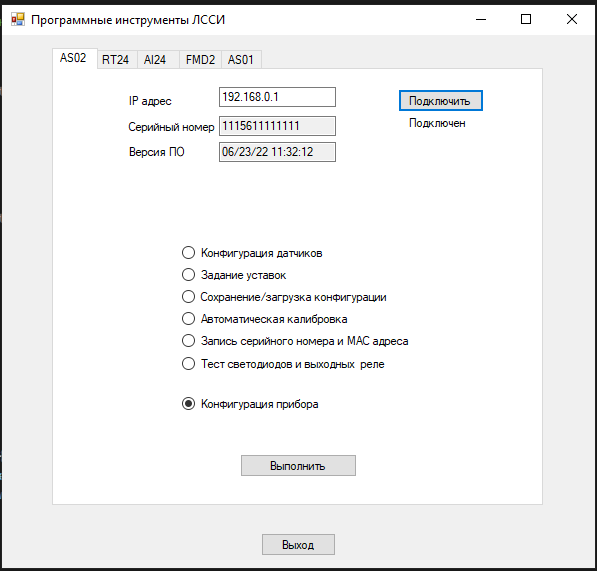 Программные инструменты ЛССИ
AS02 RT24 AI24 FMD2 AS01
IP адрес 192.168.0.1 Подключить
Серийный номер 1115611111111 Подключен
Версия ПО 06/23/22 11:32:12
Конфигурация датчиков
Задание уставок
Сохранение/загрузка конфигурации
Автоматическая калибровка
Запись серийного номера и МАС адреса
Тест светодиодов и выходных реле
Конфигурация прибора
Выполнить
Выход